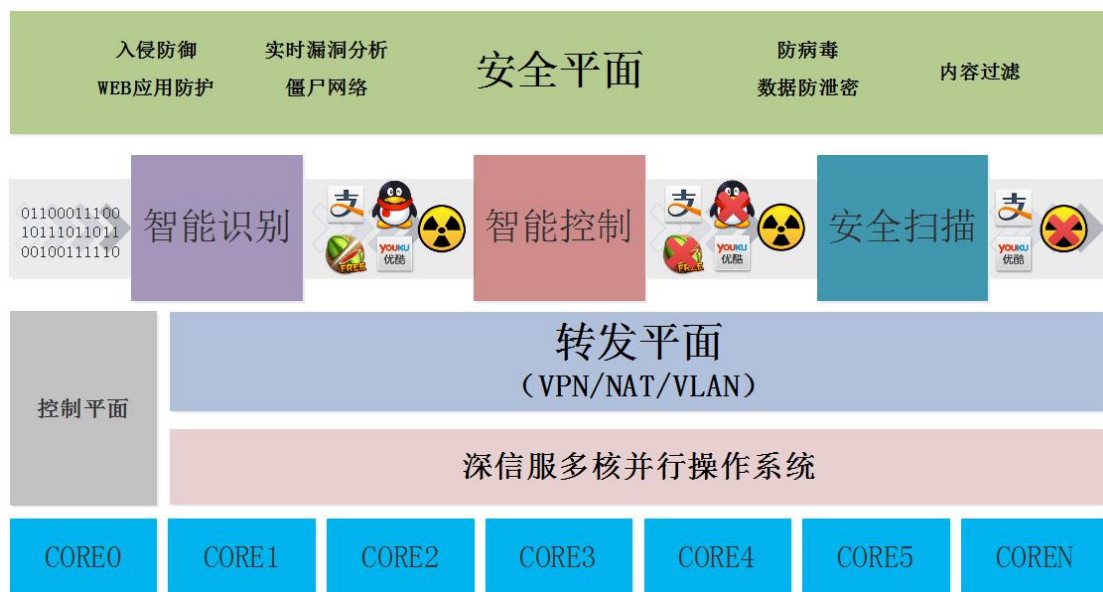 入侵防御
实时漏洞分析
安全平面
防病毒
内容过滤
WEB应用防护
僵尸网络
数据防泄密
01100011100
10111011011
00100111110
智能识别
支
FREE
YOUKU
优酷
智能控制
支
FREE
YOUKU
优酷
安全扫描
支
YOUKU
优酷
控制平面
转发平面
(VPN/NAT/VLAN)
深信服多核并行操作系统
CORE0
CORE1
CORE2
CORE3
CORE4
CORE5
COREN